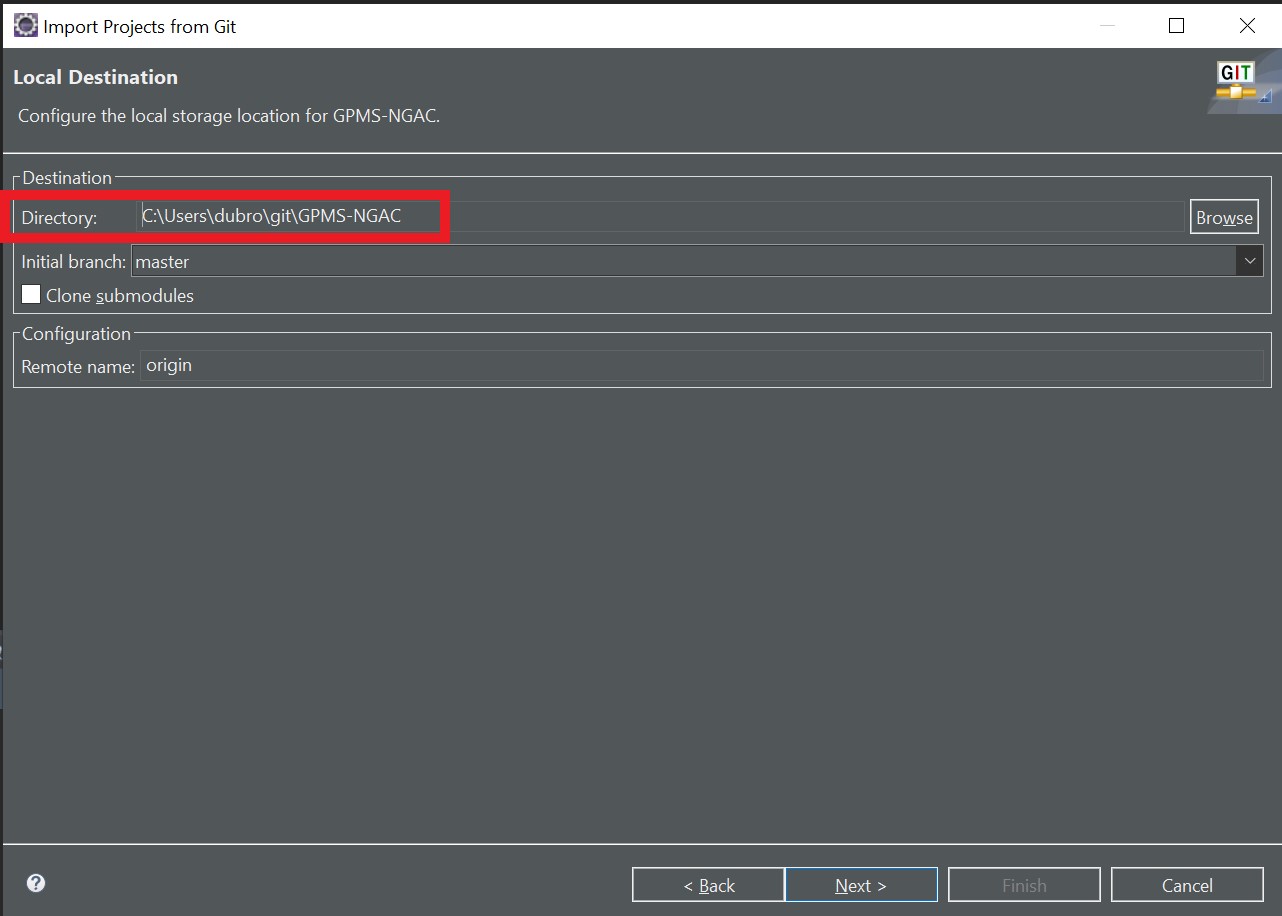 Import Projects from Git
Local Destination
GIT
Configure the local storage location for GPMS-NGAC.
Destination
Directory: C:\Users\dubro\git\GPMS-NGAC Browse
Initial branch: master
Clone submodules
Configuration
Remote name: origin
? < Back Next > Finish Cancel